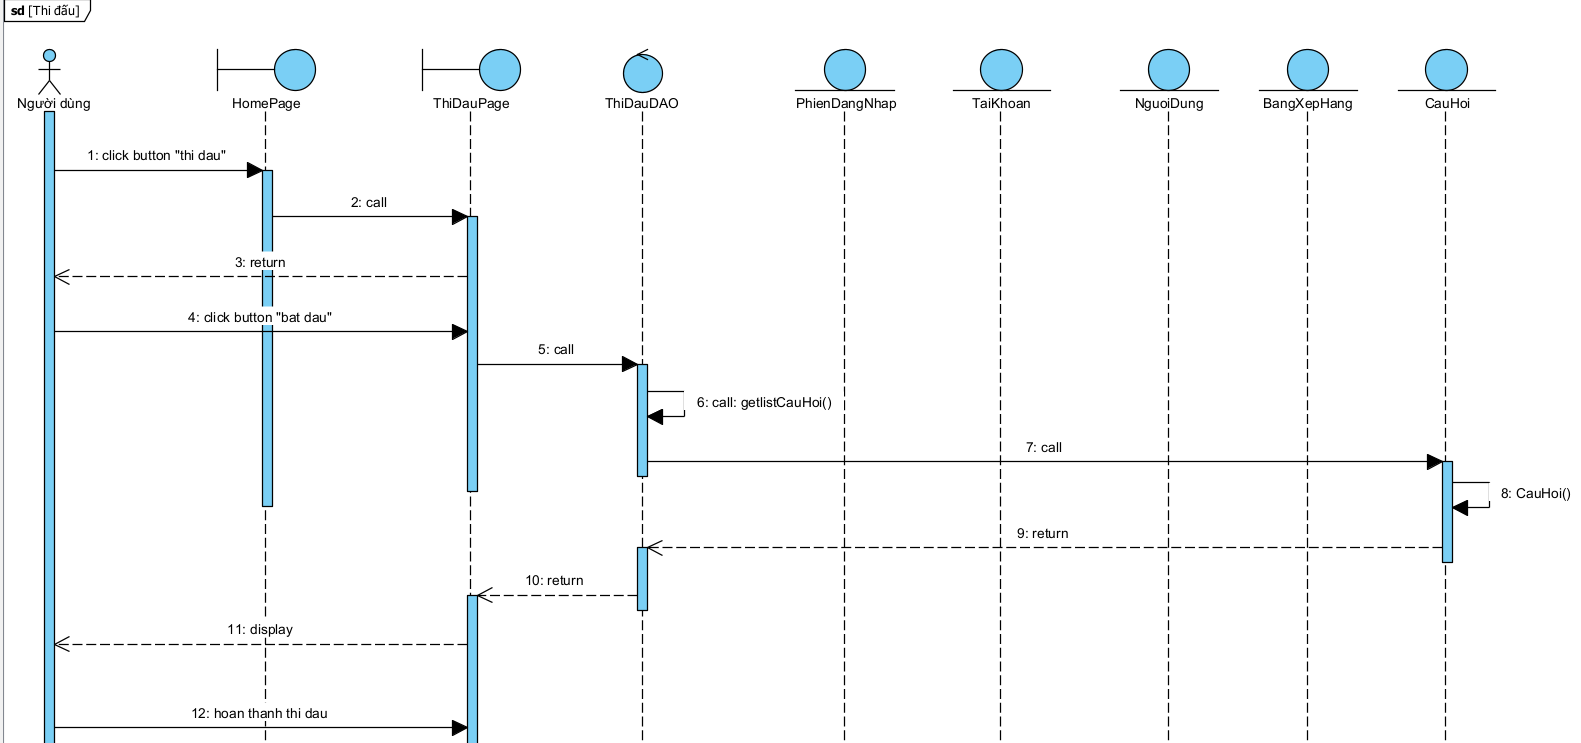 sd [Thi đấu]
Người dùng
HomePage
ThiDauPage
ThiDauDAO
PhienDangNhap
TaiKhoan
NguoiDung
BangXepHang
CauHoi
1: click button "thi dau"
2: call
3: return
4: click button "bat dau"
5: call
6: call: getlistCauHoi()
7: call
8: CauHoi()
9: return
10: return
11: display
12: hoan thanh thi dau